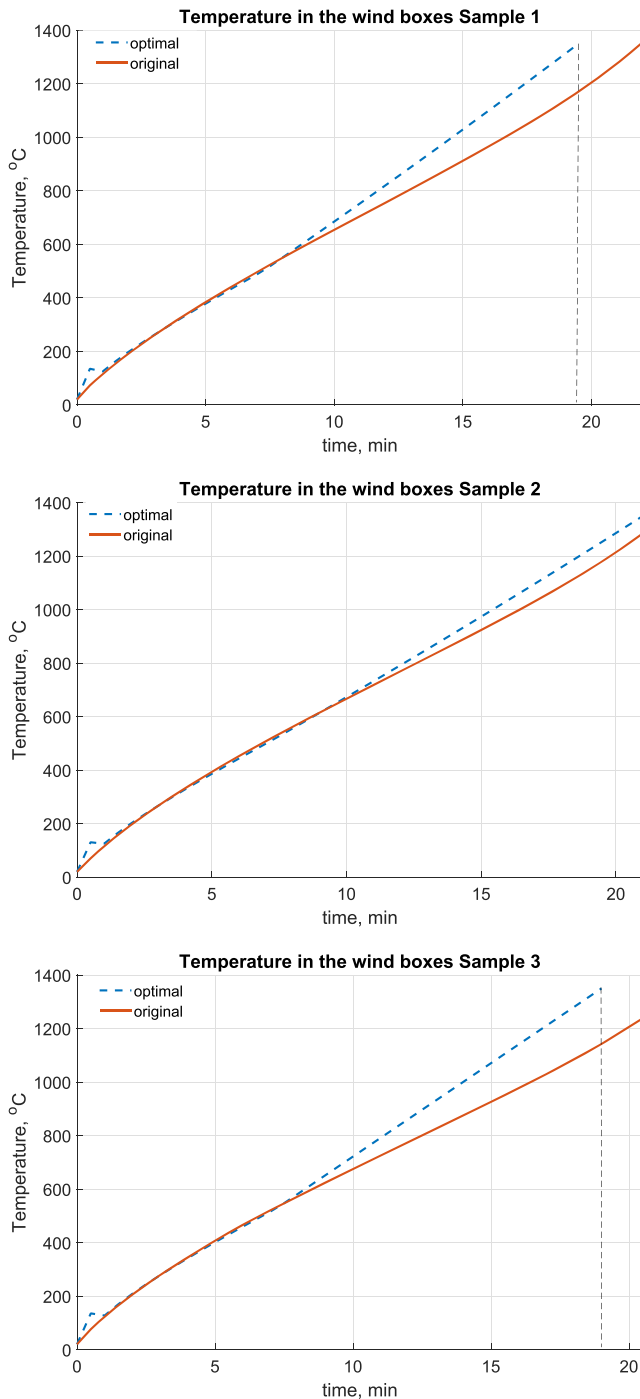 Temperature in the wind boxes Sample 1
optimal
original
Temperature, °C
1400
1200
1000
800
600
400
200
0
0 5 10 15 20
time, min
Temperature in the wind boxes Sample 2
optimal
original
Temperature, °C
1400
1200
1000
800
600
400
200
0
0 5 10 15 20
time, min
Temperature in the wind boxes Sample 3
optimal
original
Temperature, °C
1400
1200
1000
800
600
400
200
0
0 5 10 15 20
time, min